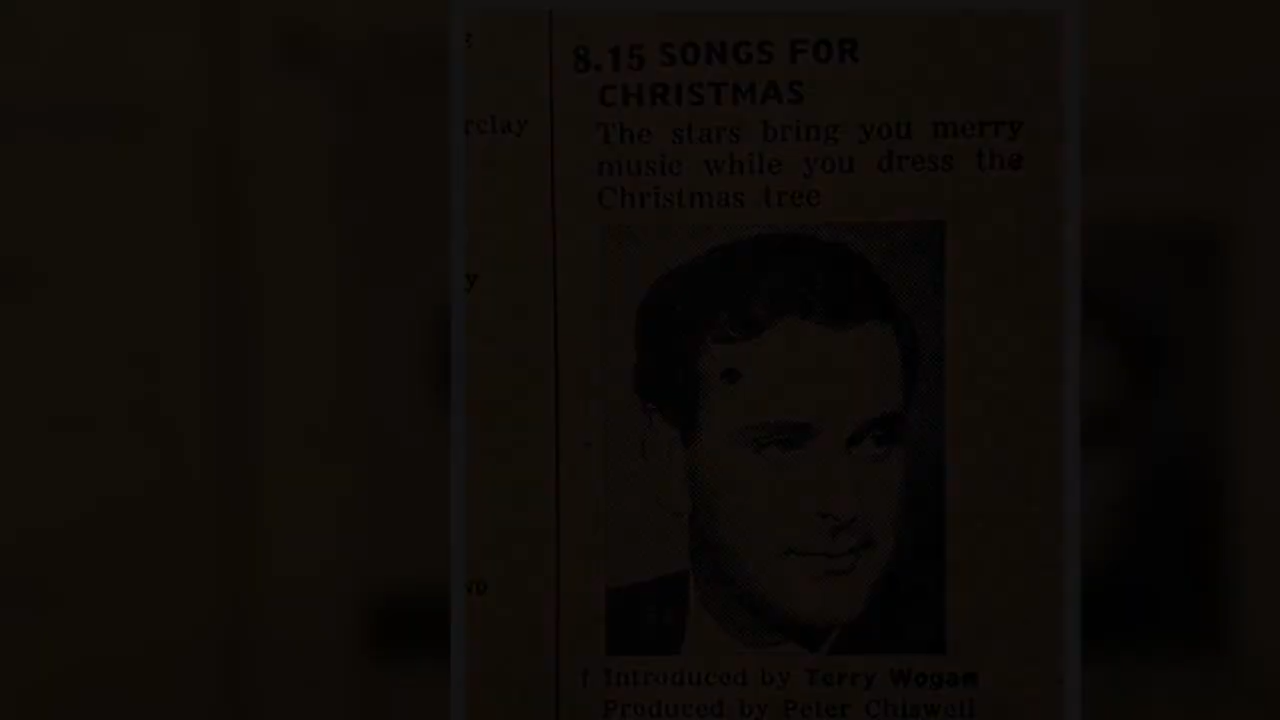 8.15 SONGS FOR
CHRISTMAS
The stars bring you merry
music while you dress the
Christmas tree
rclay
y
Introduced by Terry Wogan
Produced by Peter Chiswell